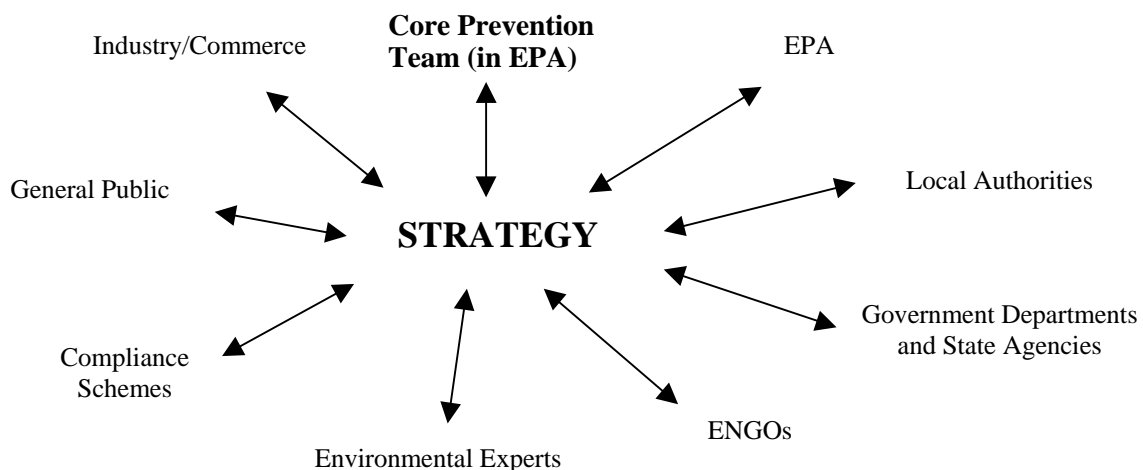 Core Prevention
Team (in EPA)
Industry/Commerce
EPA
General Public
Local Authorities
STRATEGY
Government Departments
and State Agencies
Compliance
Schemes
ENGOs
Environmental Experts